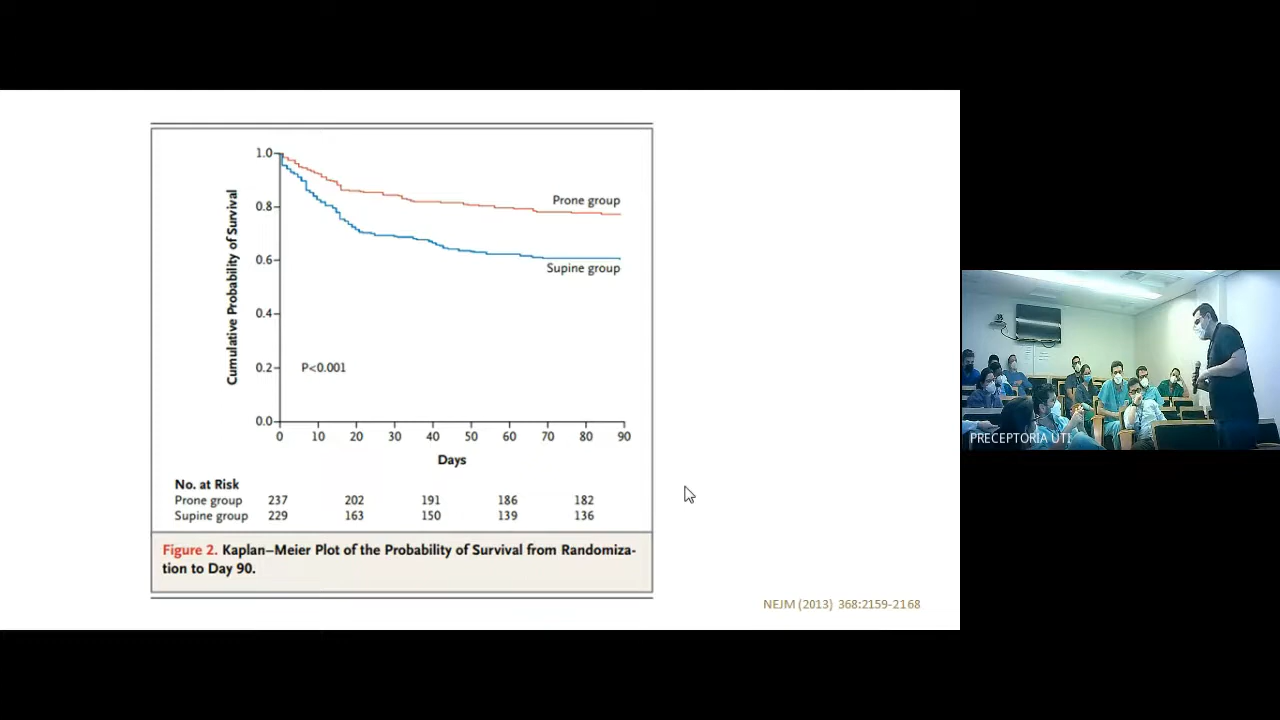 1.0
0.8
0.6
0.4
0.2
0.0
Cumulative Probability of Survival
Prone group
Supine group
P<0.001
0 10 20 30 40 50 60 70 80 90
Days
No. at Risk
Prone group 237 202 191 186 182
Supine group 229 163 150 139 136
Figure 2. Kaplan–Meier Plot of the Probability of Survival from Randomiza-
tion to Day 90.
NEJM (2013) 368:2159-2168
PRECEPTORIA UTI